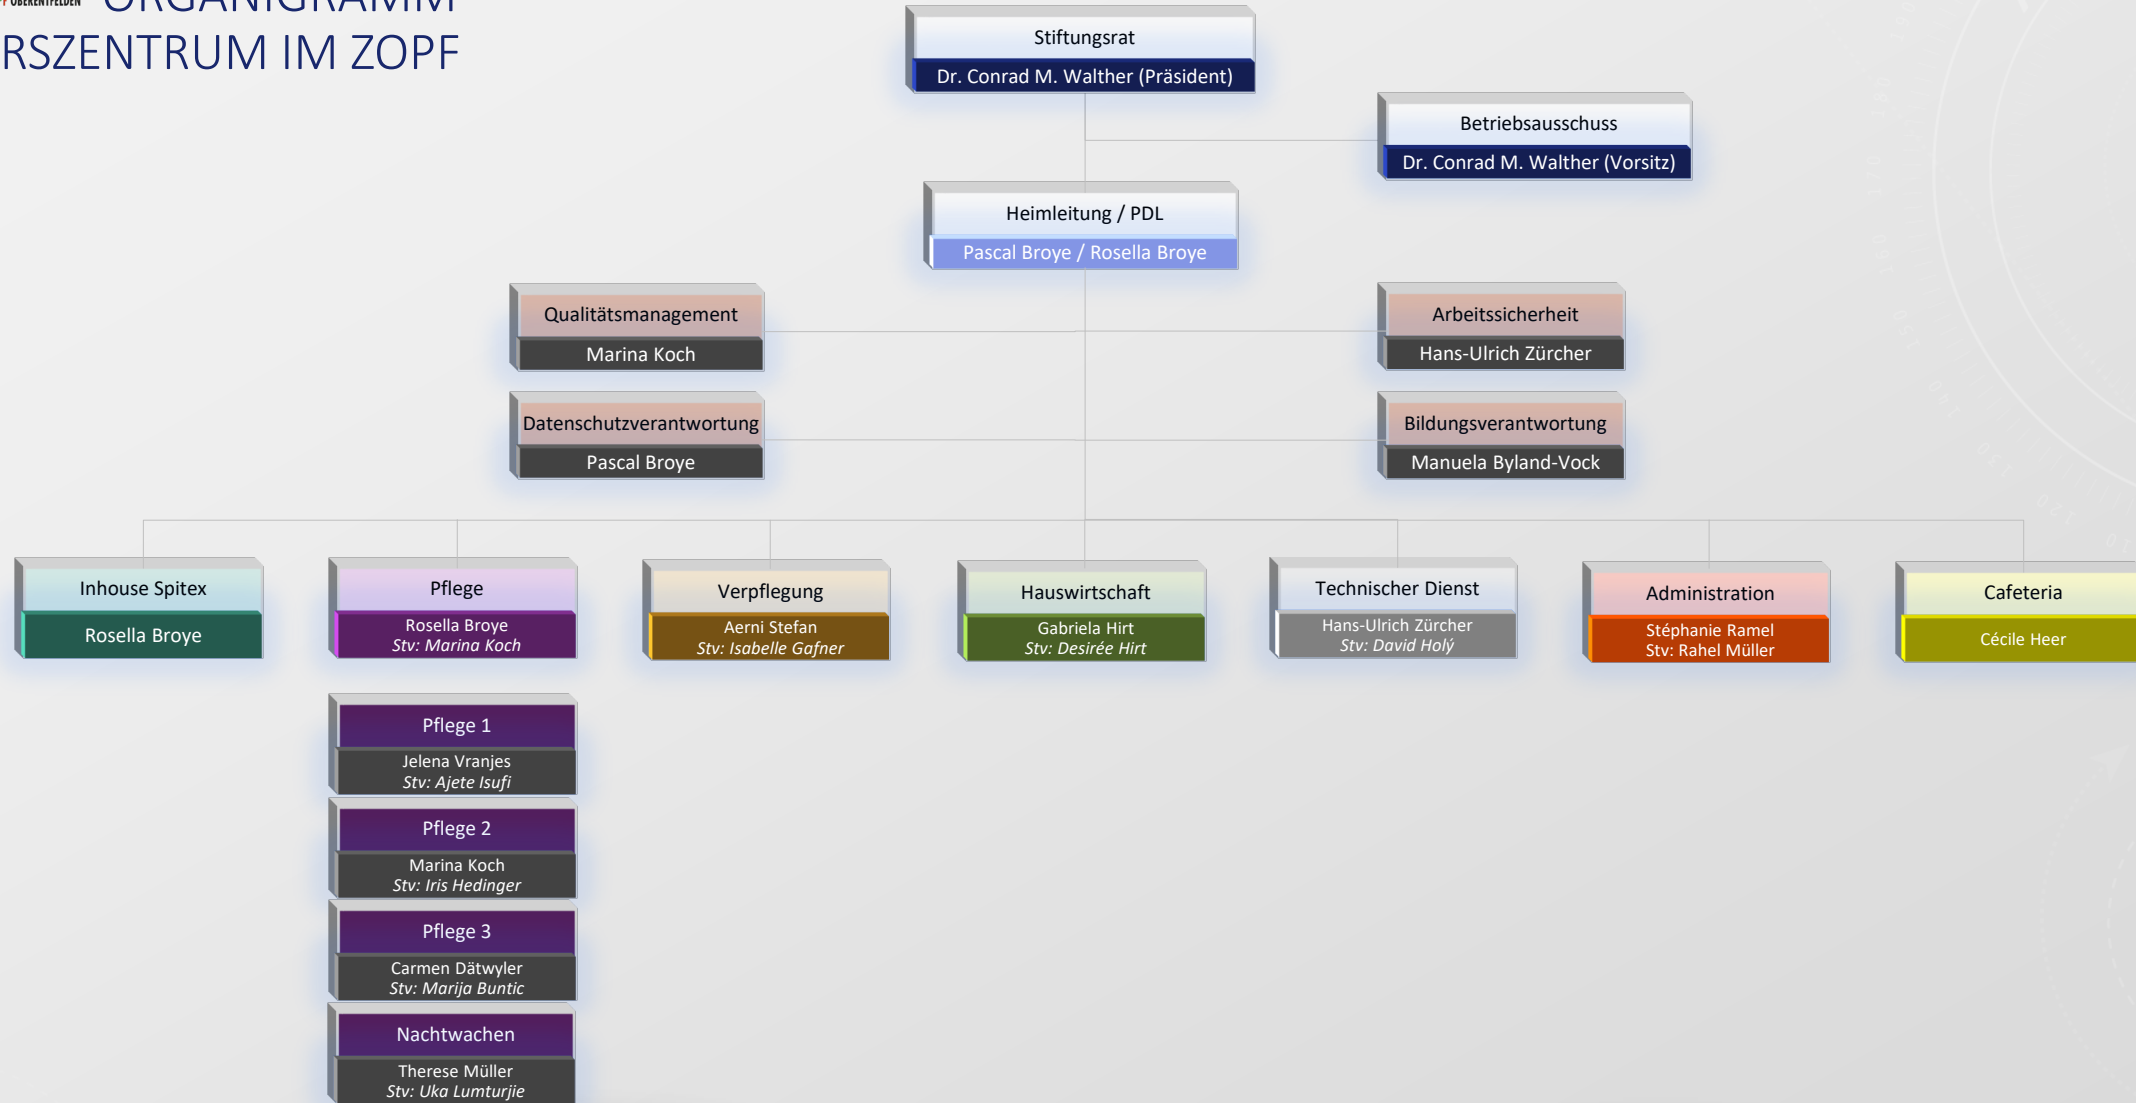 OBERENTFELDEN ORGANIGRAMM
RSZENTRUM IM ZOPF
Stiftungsrat
Dr. Conrad M. Walther (Präsident)
Betriebsausschuss
Dr. Conrad M. Walther (Vorsitz)
Heimleitung / PDL
Pascal Broye / Rosella Broye
Qualitätsmanagement
Marina Koch
Arbeitssicherheit
Hans-Ulrich Zürcher
Datenschutzverantwortung
Pascal Broye
Bildungsverantwortung
Manuela Byland-Vock
Inhouse Spitex
Rosella Broye
Pflege
Rosella Broye
Stv: Marina Koch
Verpflegung
Aerni Stefan
Stv: Isabelle Gafner
Hauswirtschaft
Gabriela Hirt
Stv: Desirée Hirt
Technischer Dienst
Hans-Ulrich Zürcher
Stv: David Holý
Administration
Stéphanie Ramel
Stv: Rahel Müller
Cafeteria
Cécile Heer
Pflege 1
Jelena Vranjes
Stv: Ajete Isufi
Pflege 2
Marina Koch
Stv: Iris Hedinger
Pflege 3
Carmen Dätwyler
Stv: Marija Buntic
Nachtwachen
Therese Müller
Stv: Uka Lumturjie